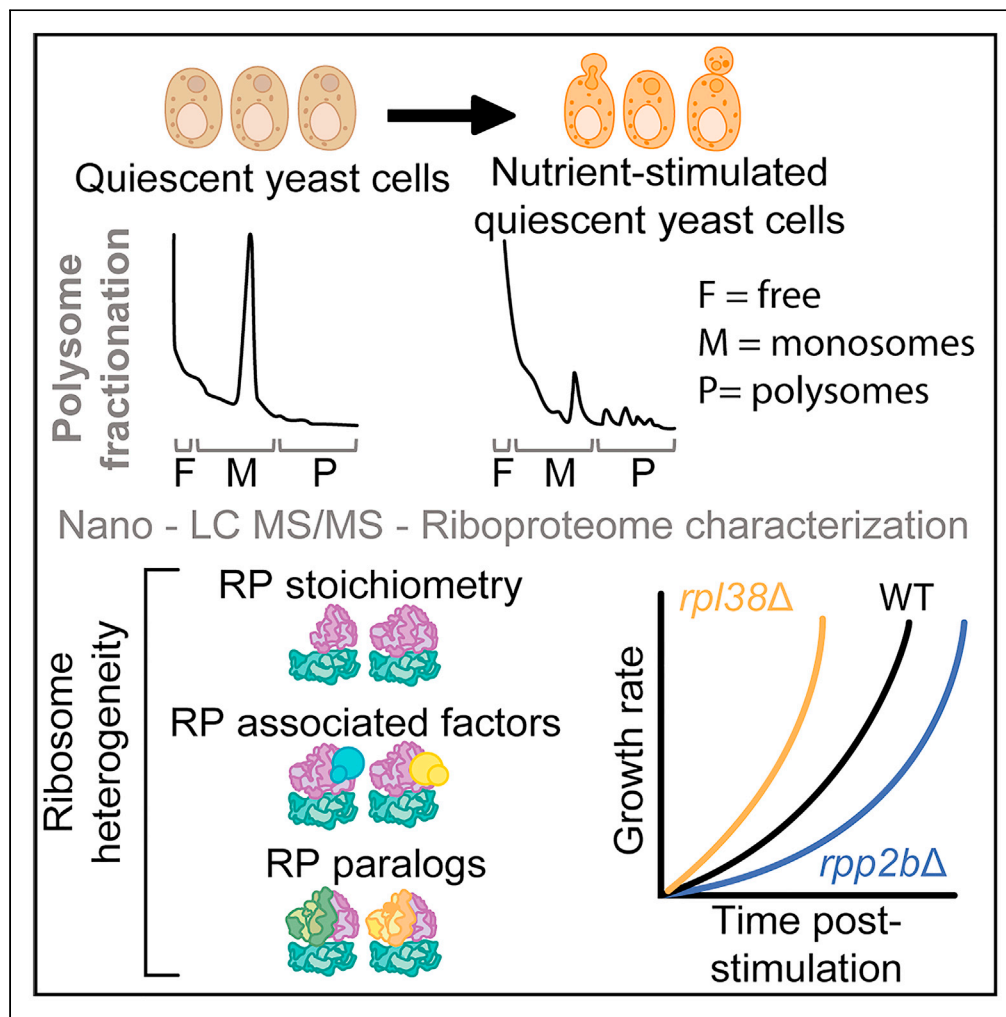 Quiescent yeast cells
Nutrient-stimulated
quiescent yeast cells
Polysome
fractionation
F M P
F M P
F = free
M = monosomes
P= polysomes
Nano - LC MS/MS - Riboproteome characterization
Ribosome
heterogeneity
RP stoichiometry
RP associated factors
RP paralogs
Growth rate
rpl38Δ
WT
rpp2bΔ
Time post-
stimulation